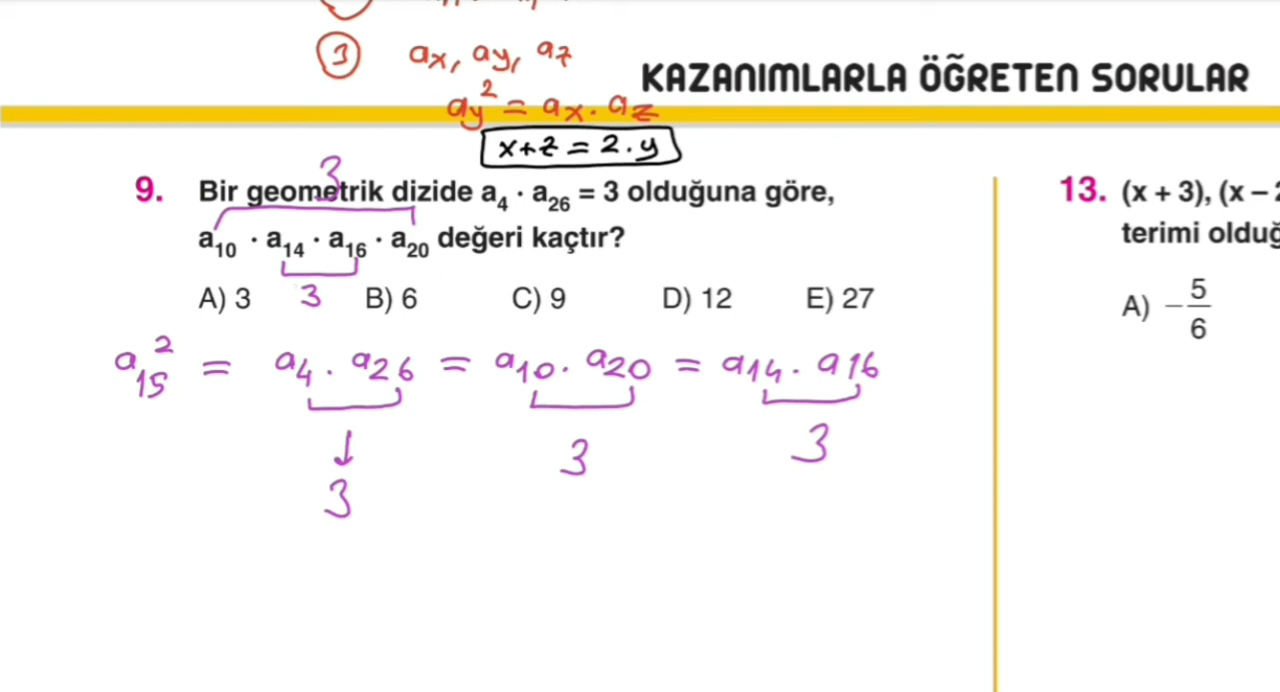 3 ax, ay, az
KAZANIMLARLA ÖĞRETEN SORULAR
ay² = ax . az
x+z = 2.y
3
9. Bir geometrik dizide a₄ · a₂₆ = 3 olduğuna göre,
a₁₀ · a₁₄ · a₁₆ · a₂₀ değeri kaçtır?
3
A) 3 B) 6 C) 9 D) 12 E) 27
a₁₅² = a₄ . a₂₆ = a₁₀ . a₂₀ = a₁₄ . a₁₆
↓ 3 3
3
13. (x + 3), (x –
terimi olduğ
A) –5/6